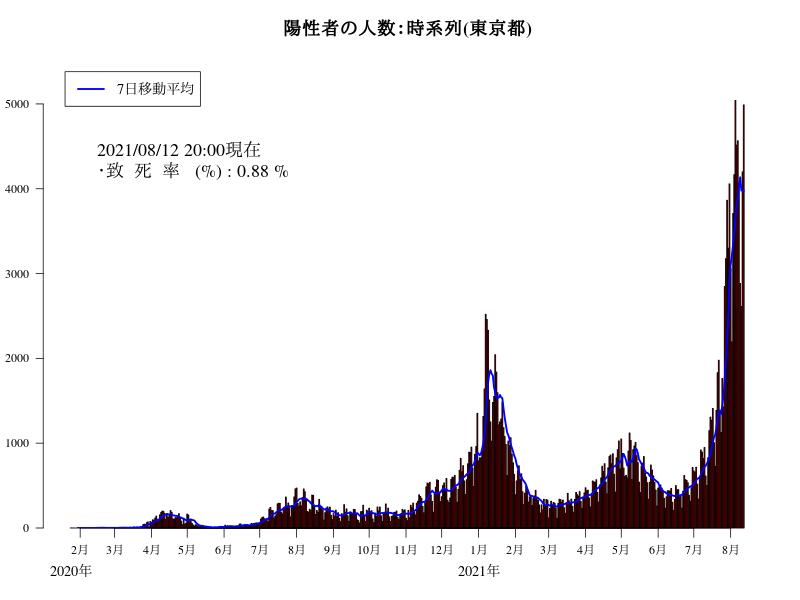 陽性者の人数：時系列(東京都)
7日移動平均
2021/08/12 20:00現在
・致 死 率 (%) : 0.88 %
5000
4000
3000
2000
1000
0
2月 3月 4月 5月 6月 7月 8月 9月 10月 11月 12月 1月 2月 3月 4月 5月 6月 7月 8月
2020年 2021年